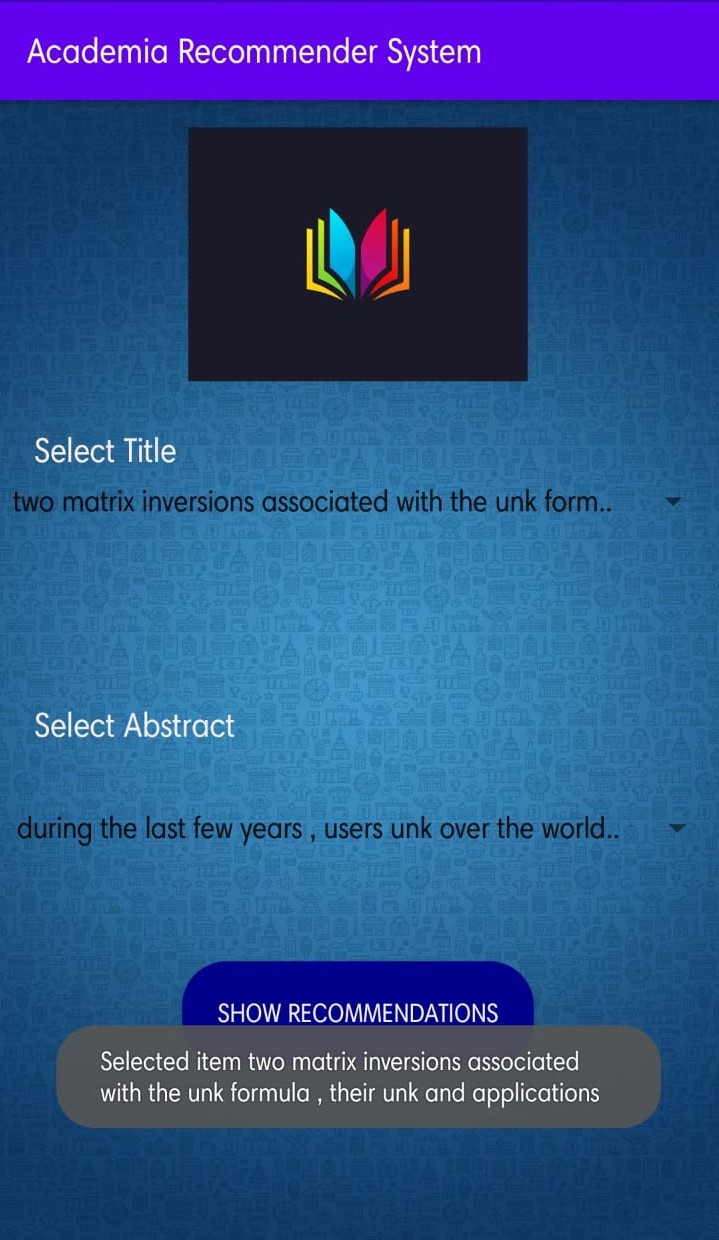 Academia Recommender System
Select Title
two matrix inversions associated with the unk form..
Select Abstract
during the last few years , users unk over the world..
SHOW RECOMMENDATIONS
Selected item two matrix inversions associated
with the unk formula , their unk and applications